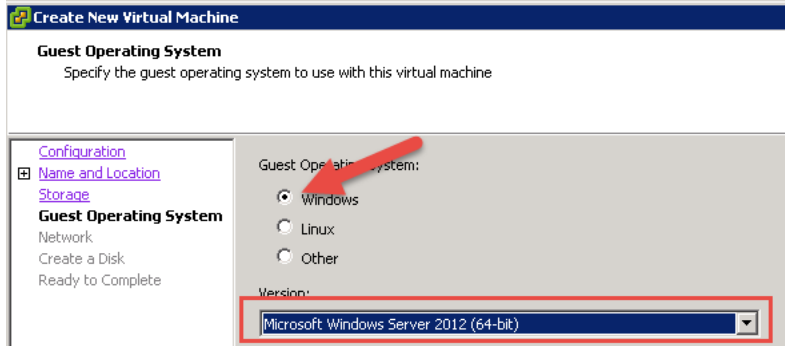 Create New Virtual Machine
Guest Operating System
Specify the guest operating system to use with this virtual machine
Configuration
Name and Location
Storage
Guest Operating System
Network
Create a Disk
Ready to Complete
Guest Operating System:
Windows
Linux
Other
Version:
Microsoft Windows Server 2012 (64-bit)